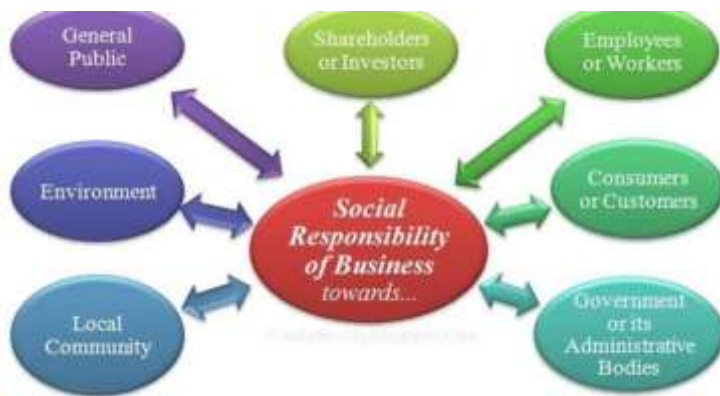 General
Public
Shareholders
or Investors
Employees
or Workers
Environment
Social
Responsibility
of Business
towards...
Consumers
or Customers
Local
Community
Government
or its
Administrative
Bodies